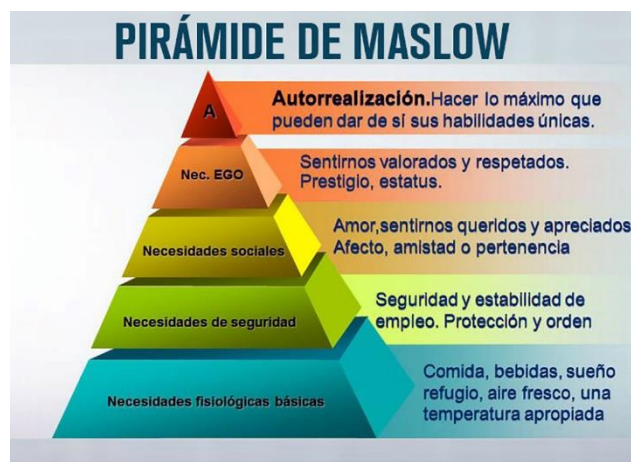 PIRÁMIDE DE MASLOW
A
Autorrealización.Hacer lo máximo que
pueden dar de sí sus habilidades únicas.
Nec. EGO
Sentirnos valorados y respetados.
Prestigio, estatus.
Necesidades sociales
Amor,sentirnos queridos y apreciados
Afecto, amistad o pertenencia
Necesidades de seguridad
Seguridad y estabilidad de
empleo. Protección y orden
Necesidades fisiológicas básicas
Comida, bebidas, sueño
refugio, aire fresco, una
temperatura apropiada